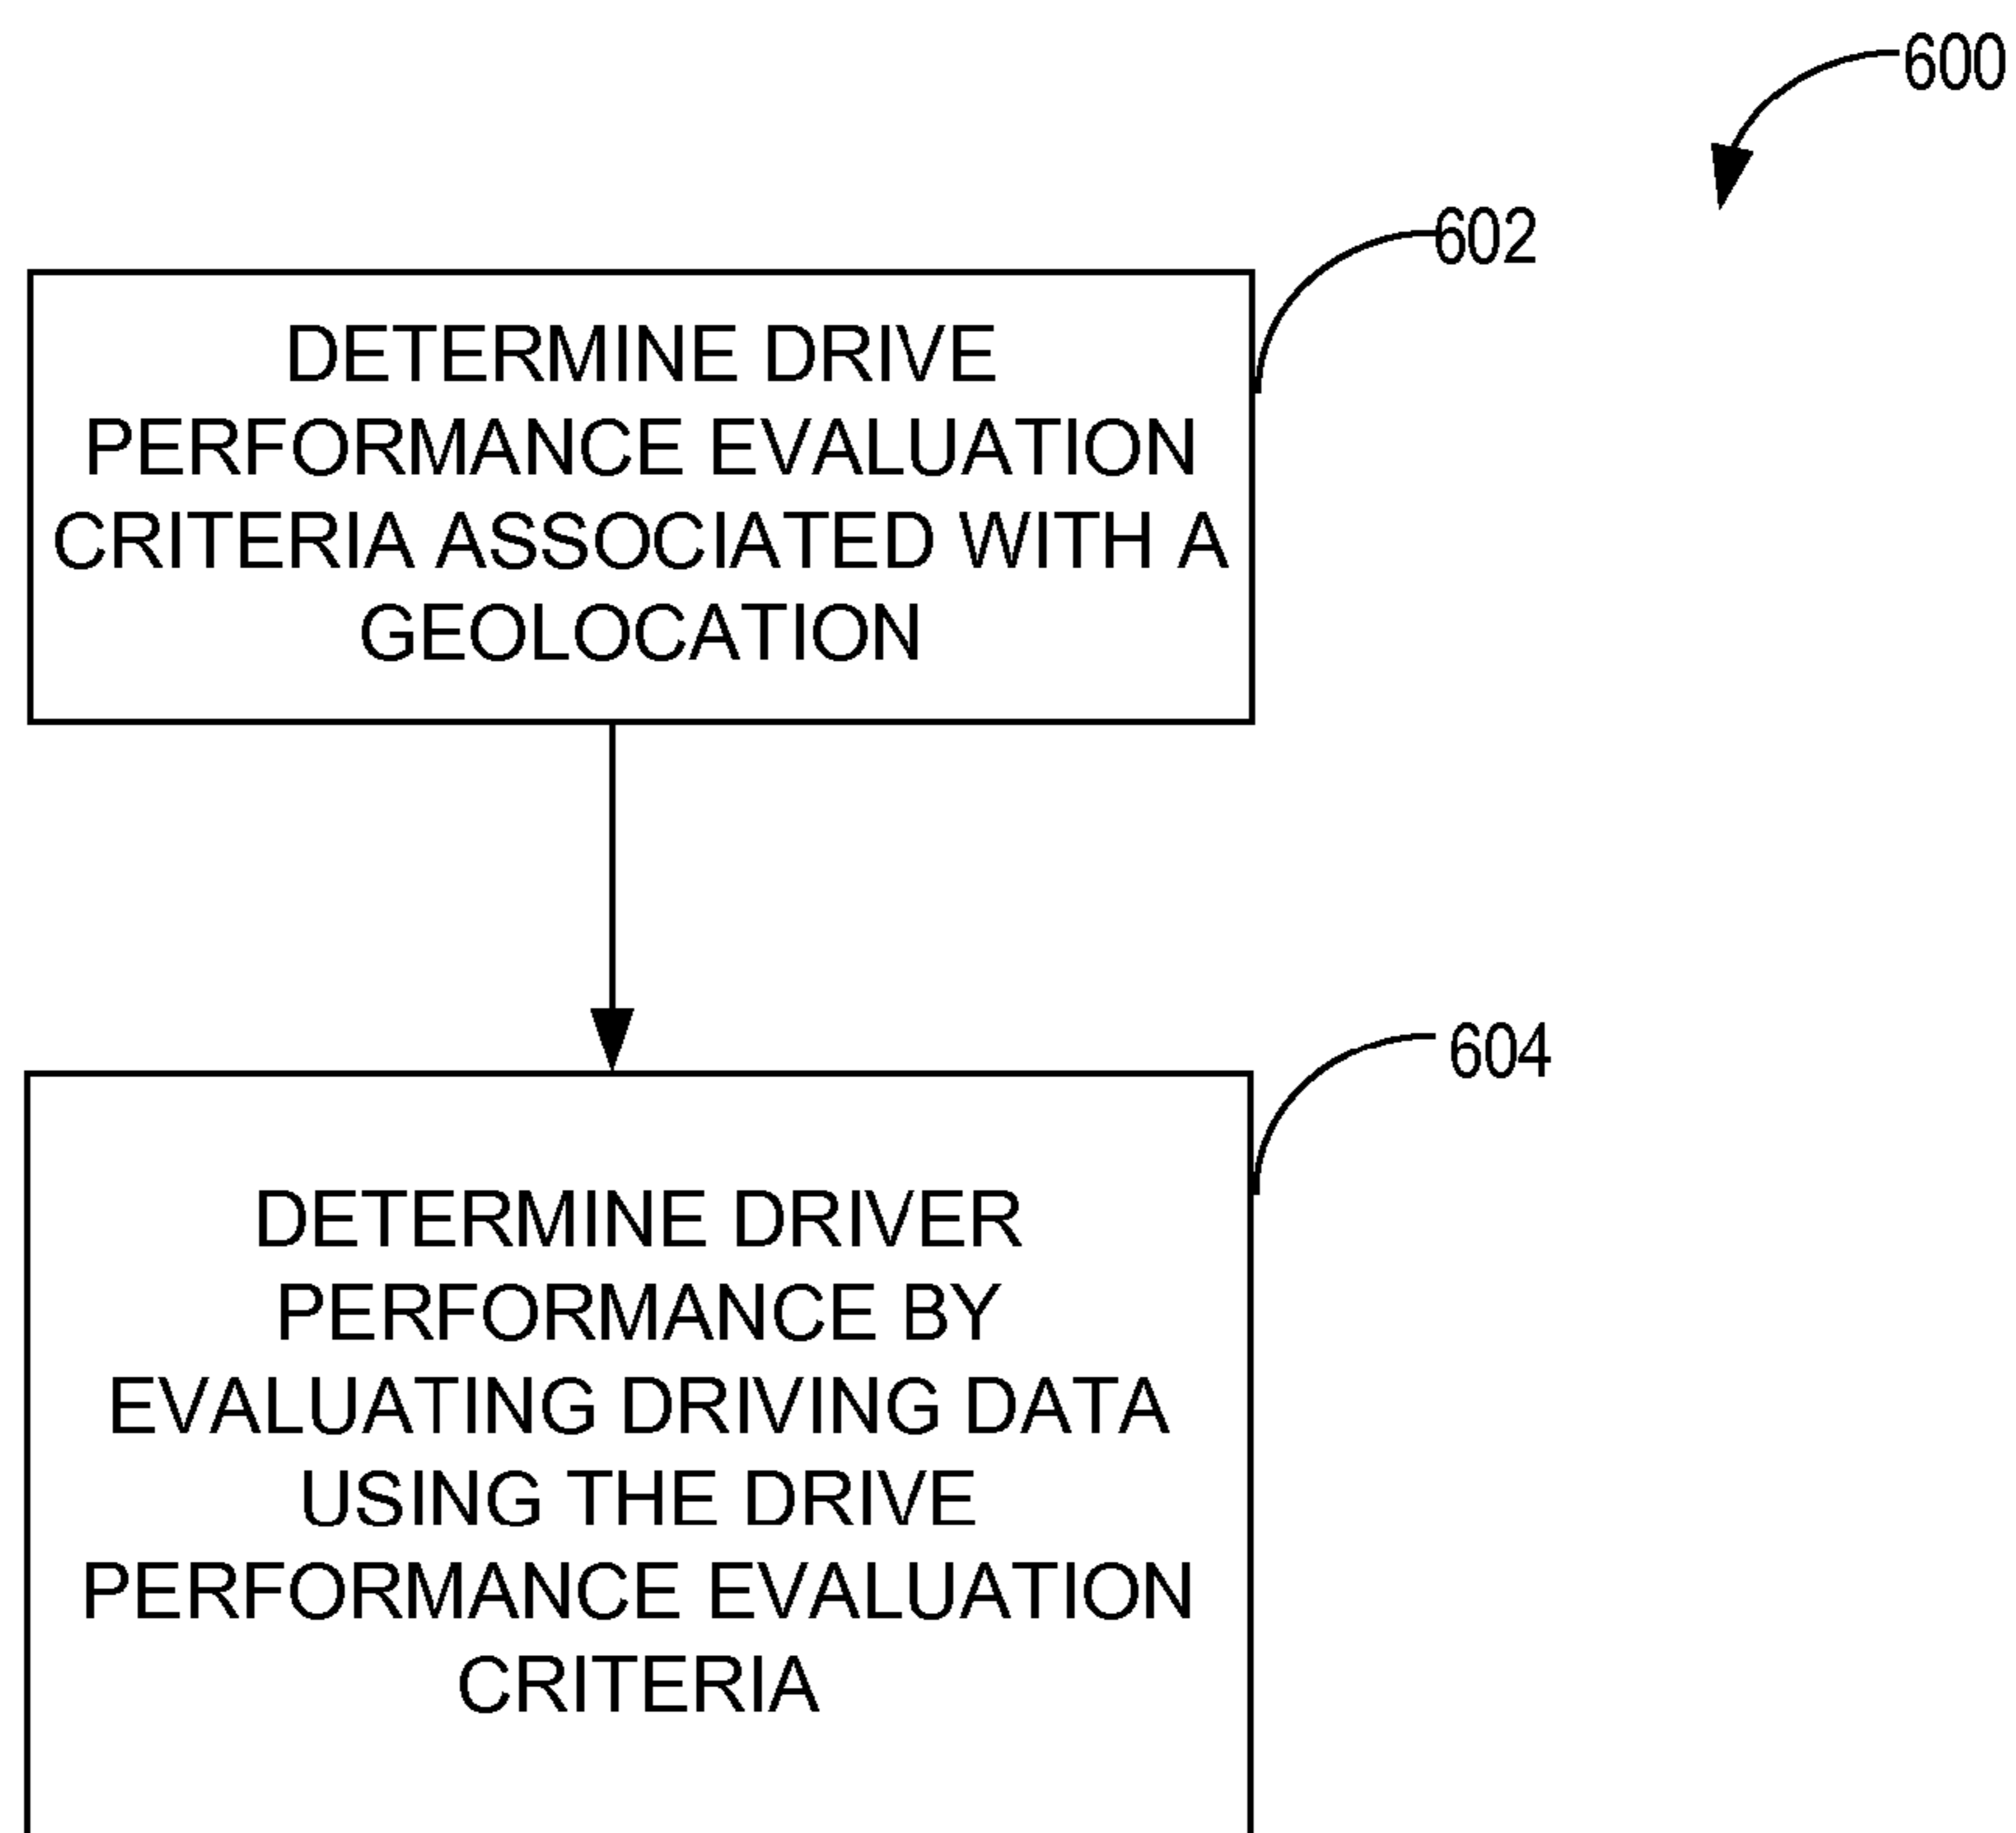 600
602
DETERMINE DRIVE
PERFORMANCE EVALUATION
CRITERIA ASSOCIATED WITH A
GEOLOCATION
604
DETERMINE DRIVER
PERFORMANCE BY
EVALUATING DRIVING DATA
USING THE DRIVE
PERFORMANCE EVALUATION
CRITERIA